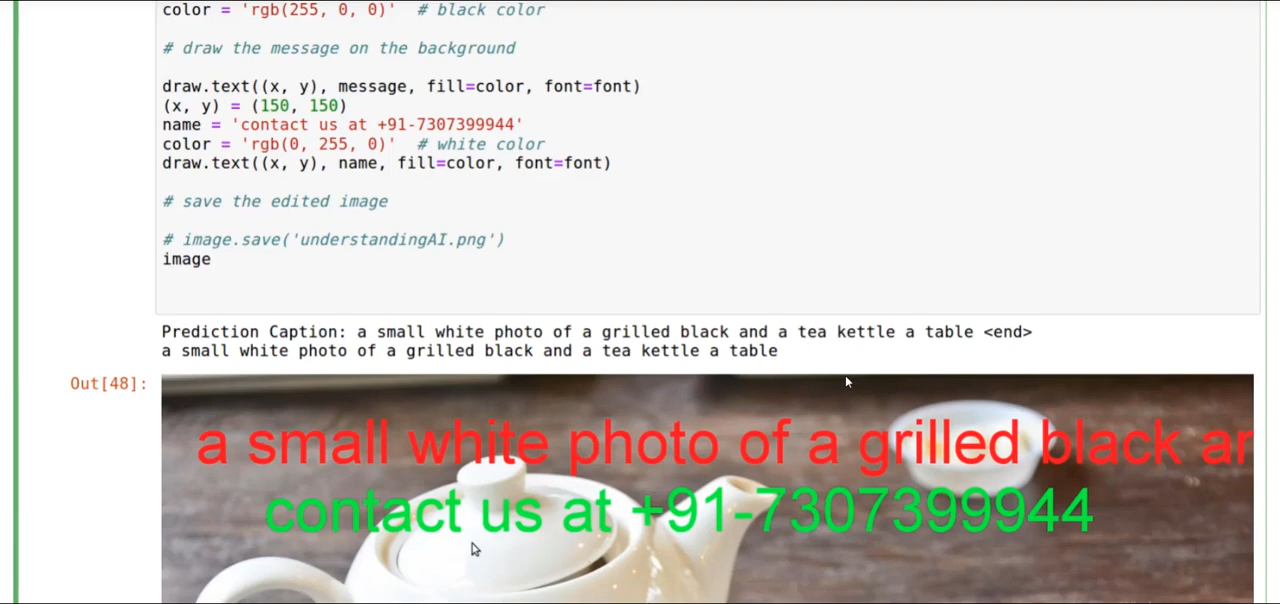 color = 'rgb(255, 0, 0)'  # black color
# draw the message on the background
draw.text((x, y), message, fill=color, font=font)
(x, y) = (150, 150)
name = 'contact us at +91-7307399944'
color = 'rgb(0, 255, 0)'  # white color
draw.text((x, y), name, fill=color, font=font)
# save the edited image
# image.save('understandingAI.png')
image
Prediction Caption: a small white photo of a grilled black and a tea kettle a table <end>
a small white photo of a grilled black and a tea kettle a table
Out[48]:
a small white photo of a grilled black ar
contact us at +91-7307399944